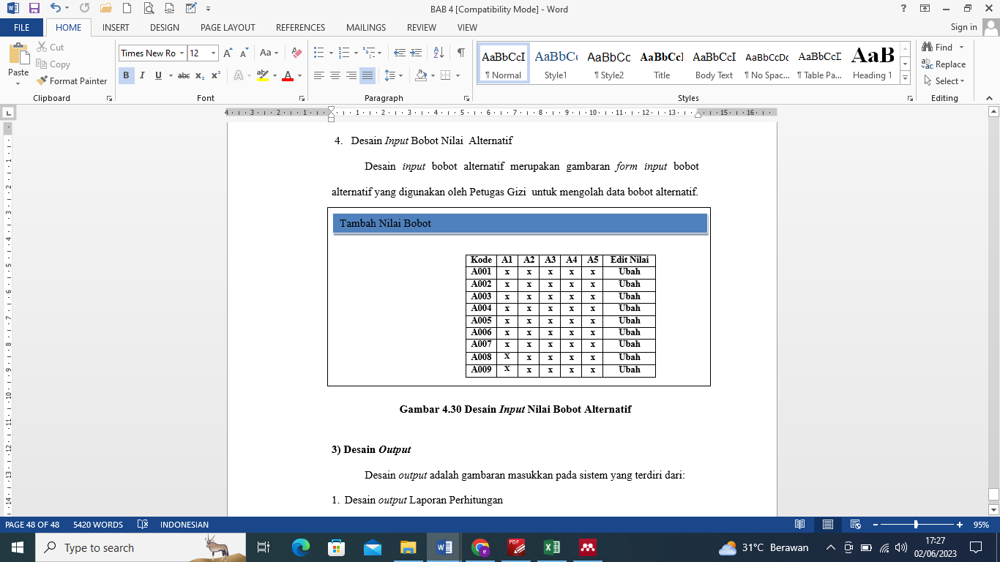 BAB 4 [Compatibility Mode] - Word
FILE HOME INSERT DESIGN PAGE LAYOUT REFERENCES MAILINGS REVIEW VIEW Sign in
Paste
Cut
Copy
Format Painter
Times New Ro 12
AaBbCcI AaBbC AaBbCc AaBbCcI AaBbCcI AaBbCcDc AaBbCcD AaB
¶ Normal Style1 ¶ Style2 Title Body Text ¶ No Spac... ¶ Table Pa... Heading 1
Find
Replace
Select
Clipboard Font Paragraph Styles Editing
4. Desain Input Bobot Nilai Alternatif
Desain input bobot alternatif merupakan gambaran form input bobot
alternatif yang digunakan oleh Petugas Gizi untuk mengolah data bobot alternatif.
Tambah Nilai Bobot
Kode A1 A2 A3 A4 A5 Edit Nilai
A001 x x x x x Ubah
A002 x x x x x Ubah
A003 x x x x x Ubah
A004 x x x x x Ubah
A005 x x x x x Ubah
A006 x x x x x Ubah
A007 x x x x x Ubah
A008 x x x x x Ubah
A009 x x x x x Ubah
Gambar 4.30 Desain Input Nilai Bobot Alternatif
3) Desain Output
Desain output adalah gambaran masukkan pada sistem yang terdiri dari:
1. Desain output Laporan Perhitungan
PAGE 48 OF 48 5420 WORDS INDONESIAN 95%
Type to search
31°C Berawan
17:27
02/06/2023